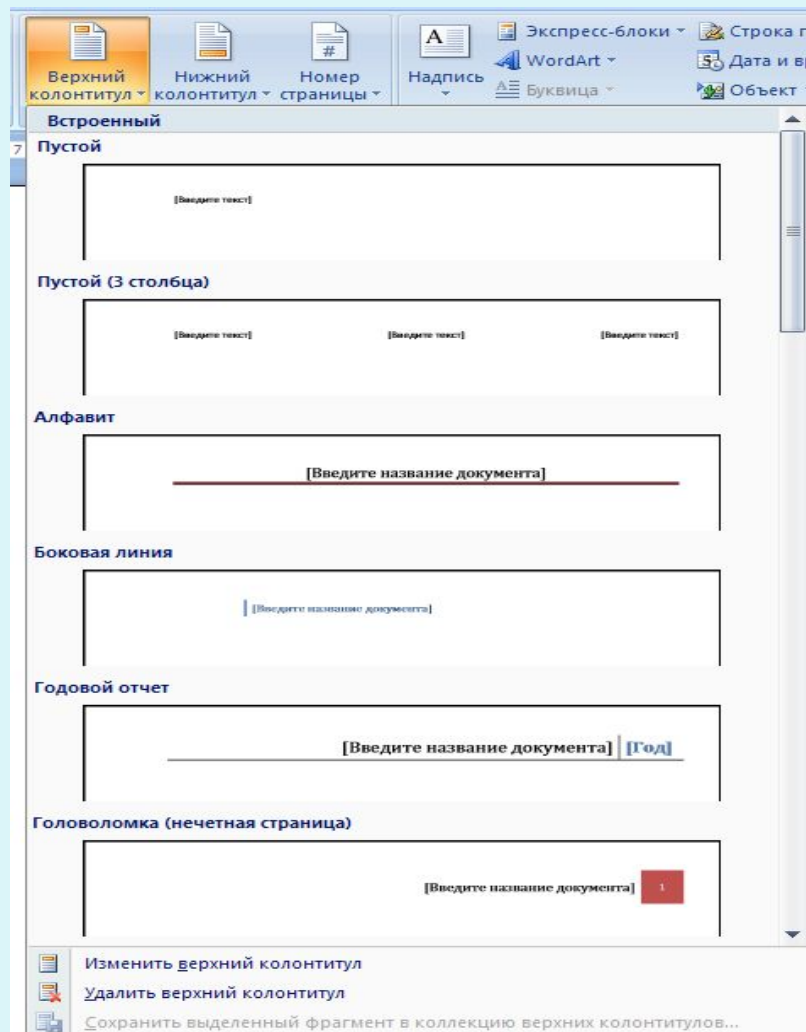 Верхний колонтитул
Нижний колонтитул
Номер страницы
#
A
Надпись
Экспресс-блоки
WordArt
Буквица
Строка п
Дата и вр
Объект
7
Встроенный
Пустой
[Введите текст]
Пустой (3 столбца)
[Введите текст] [Введите текст] [Введите текст]
Алфавит
[Введите название документа]
Боковая линия
[Введите название документа]
Годовой отчет
[Введите название документа] [Год]
Головоломка (нечетная страница)
[Введите название документа] 1
Изменить верхний колонтитул
Удалить верхний колонтитул
Сохранить выделенный фрагмент в коллекцию верхних колонтитулов...